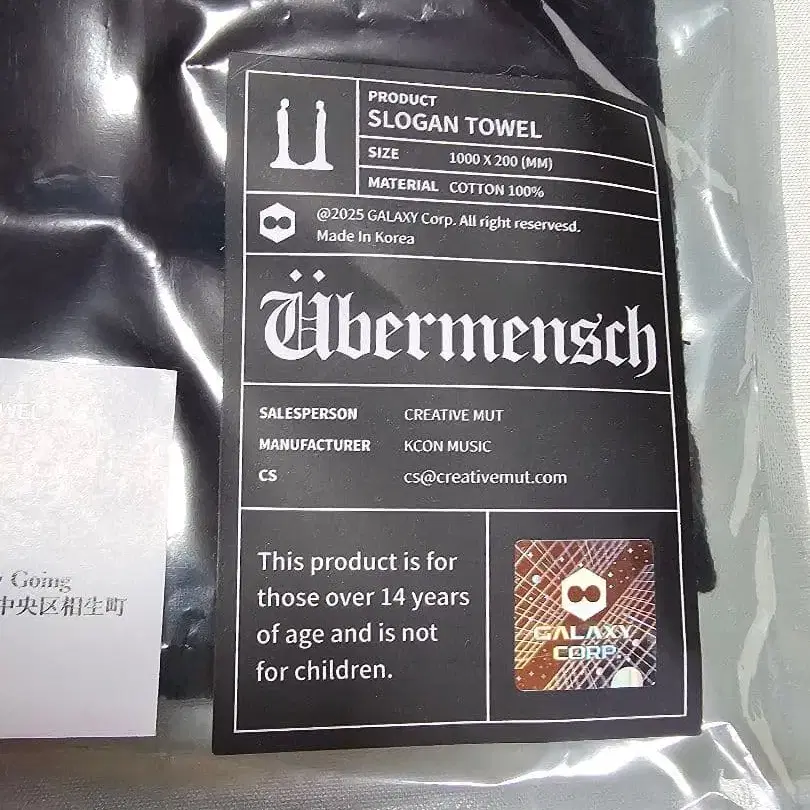 PRODUCT
SLOGAN TOWEL
SIZE 1000 X 200 (MM)
MATERIAL COTTON 100%
@2025 GALAXY Corp. All right reservesd.
Made In Korea
Übermensch
SALESPERSON CREATIVE MUT
MANUFACTURER KCON MUSIC
CS cs@creativemut.com
This product is for
those over 14 years
of age and is not
for children.
GALAXY
CORP.
Going
中央区相生町